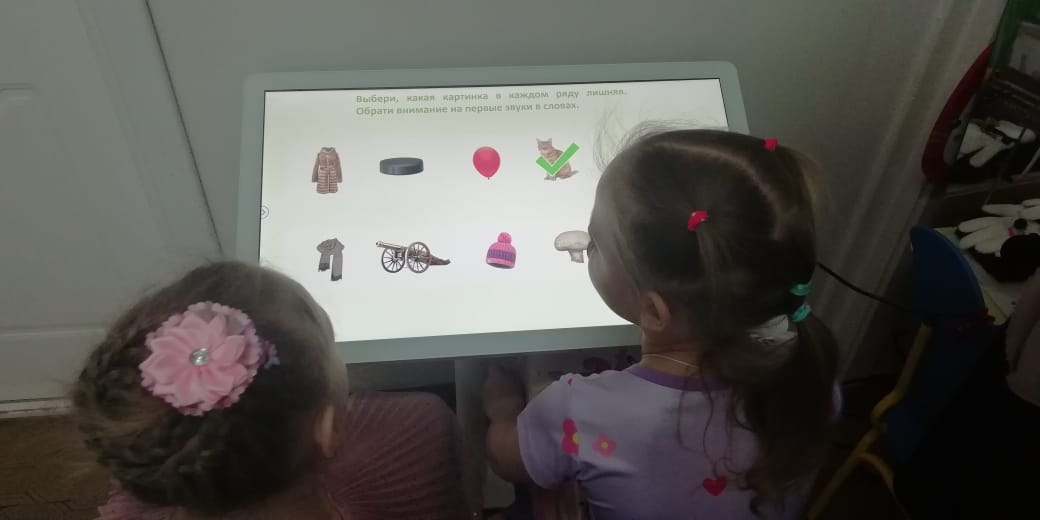 Выбери, какая картинка в каждом ряду лишняя.
Обрати внимание на первые звуки в словах.